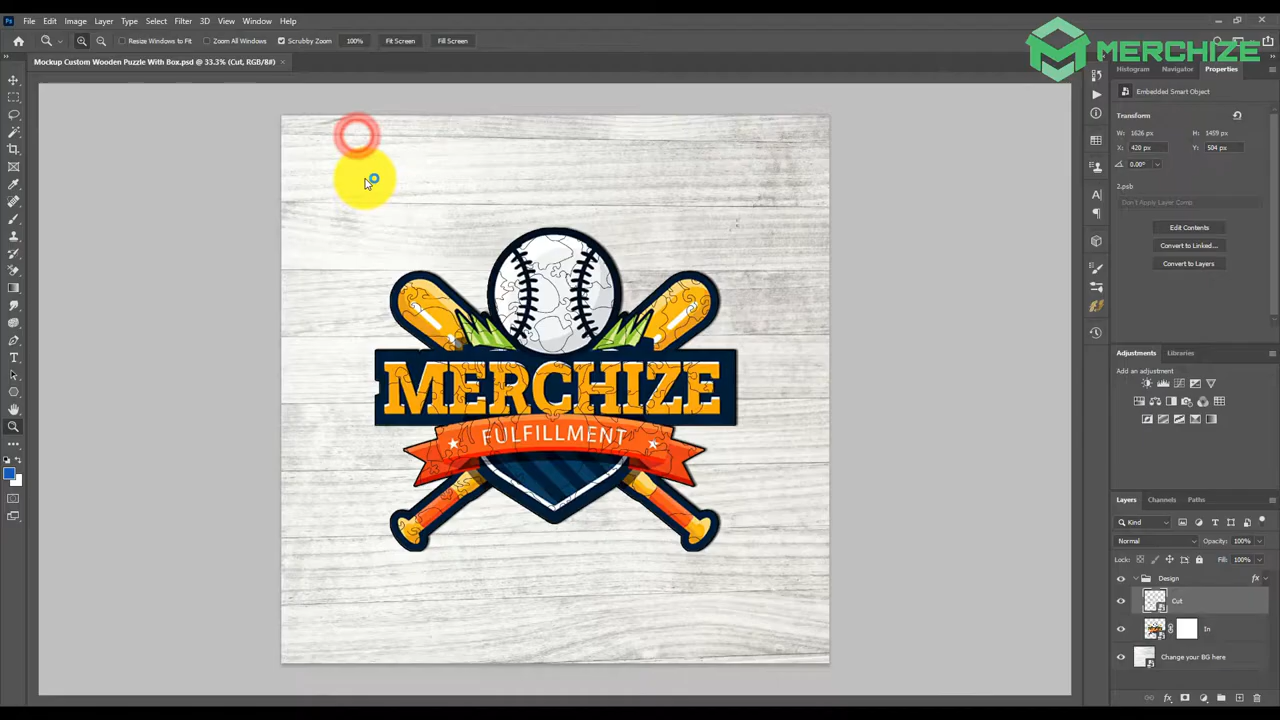 Ps File Edit Image Layer Type Select Filter 3D View Window Help
Resize Windows to Fit Zoom All Windows Scrubby Zoom 100% Fit Screen Fill Screen
MERCHIZE
Mockup Custom Wooden Puzzle With Box.psd @ 33.3% (Cut, RGB/8#) ×
Histogram Navigator Properties
Embedded Smart Object
Transform
W: 1626 px H: 1459 px
X: 420 px Y: 504 px
0.00°
2.psb
Don't Apply Layer Comp
Edit Contents
Convert to Linked...
Convert to Layers
MERCHIZE
FULFILLMENT
Adjustments Libraries
Add an adjustment
Layers Channels Paths
Kind
Normal Opacity: 100%
Lock: Fill: 100%
Design fx
Cut
In
Change your BG here
fx